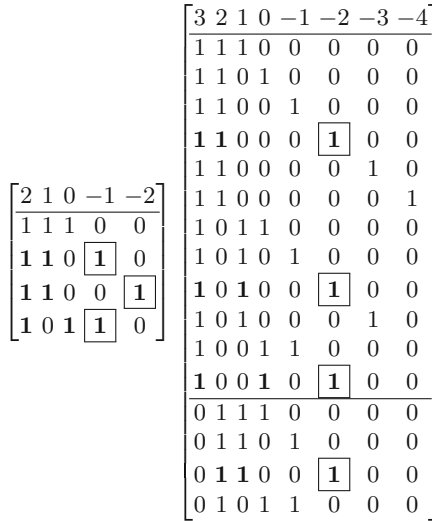 2 1 0 −1 −2
1 1 1 0 0
1 1 0 1 0
1 1 0 0 1
1 0 1 1 0
3 2 1 0 −1 −2 −3 −4
1 1 1 0 0 0 0 0
1 1 0 1 0 0 0 0
1 1 0 0 1 0 0 0
1 1 0 0 0 1 0 0
1 1 0 0 0 0 1 0
1 1 0 0 0 0 0 1
1 0 1 1 0 0 0 0
1 0 1 0 1 0 0 0
1 0 1 0 0 1 0 0
1 0 1 0 0 0 1 0
1 0 0 1 1 0 0 0
1 0 0 1 0 1 0 0
0 1 1 1 0 0 0 0
0 1 1 0 1 0 0 0
0 1 1 0 0 1 0 0
0 1 0 1 1 0 0 0